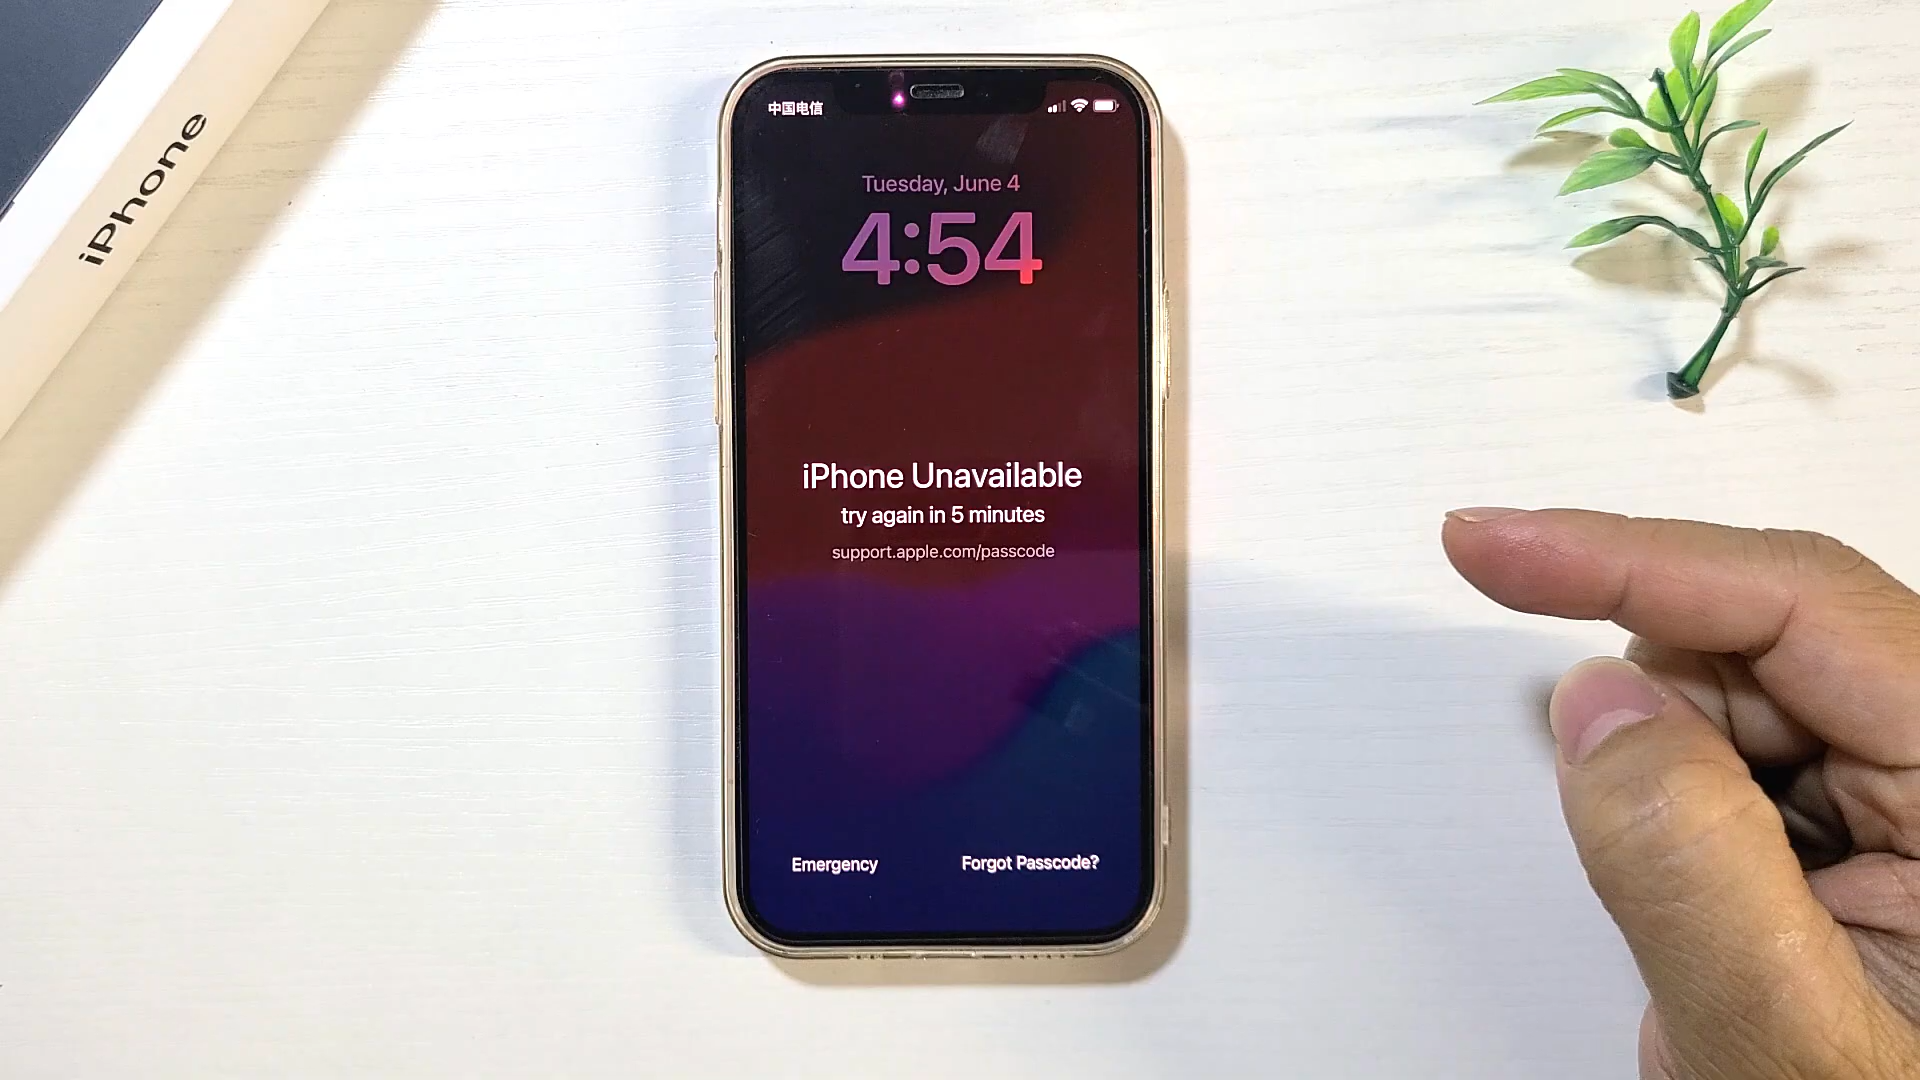 iPhone
中国电信
Tuesday, June 4
4:54
iPhone Unavailable
try again in 5 minutes
support.apple.com/passcode
Emergency
Forgot Passcode?